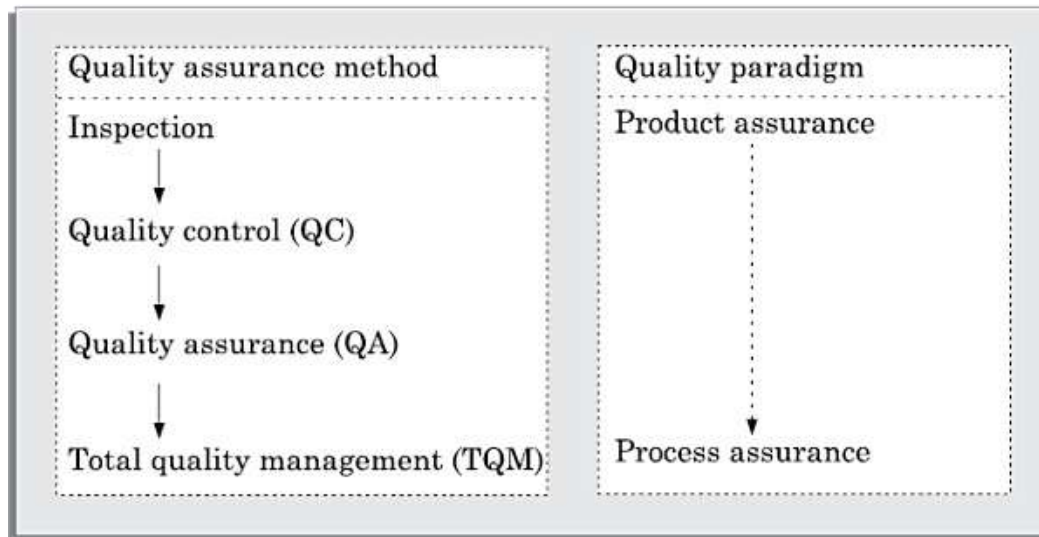 Quality assurance method
Inspection
Quality control (QC)
Quality assurance (QA)
Total quality management (TQM)
Quality paradigm
Product assurance
Process assurance